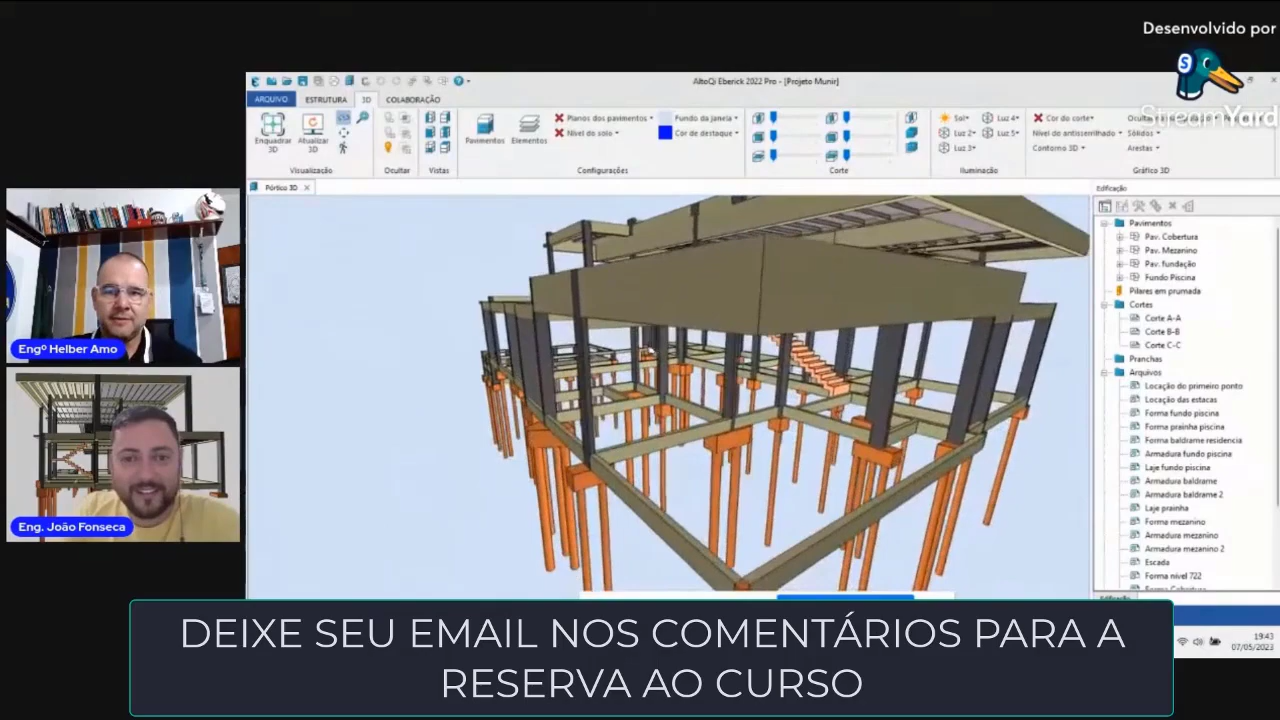 Desenvolvido por
StreamYard
AltoQi Eberick 2022 Pro - [Projeto Munir]
ARQUIVO ESTRUTURA 3D COLABORAÇÃO
Enquadrar 3D
Atualizar 3D
Pavimentos
Elementos
Planos dos pavimentos
Nível do solo
Fundo da janela
Cor de destaque
Sol
Luz 2
Luz 3
Luz 4
Luz 5
Cor do corte
Nível do antisserrilhado
Contorno 3D
Sólidos
Arestas
Visualização Ocultar Vistas Configurações Corte Iluminação Gráfico 3D
Pórtico 3D
Edificação
Pavimentos
Pav. Cobertura
Pav. Mezanino
Pav. fundação
Fundo Piscina
Pilares em prumada
Cortes
Corte A-A
Corte B-B
Corte C-C
Pranchas
Arquivos
Locação do primeiro ponto
Locação das estacas
Forma fundo piscina
Forma prainha piscina
Forma baldrame residencia
Armadura fundo piscina
Laje fundo piscina
Armadura baldrame
Armadura baldrame 2
Laje prainha
Forma mezanino
Armadura mezanino
Armadura mezanino 2
Escada
Forma nível 722
Forma Cobertura
Engº Helber Amo
Eng. João Fonseca
19:43
07/05/2023
DEIXE SEU EMAIL NOS COMENTÁRIOS PARA A
RESERVA AO CURSO